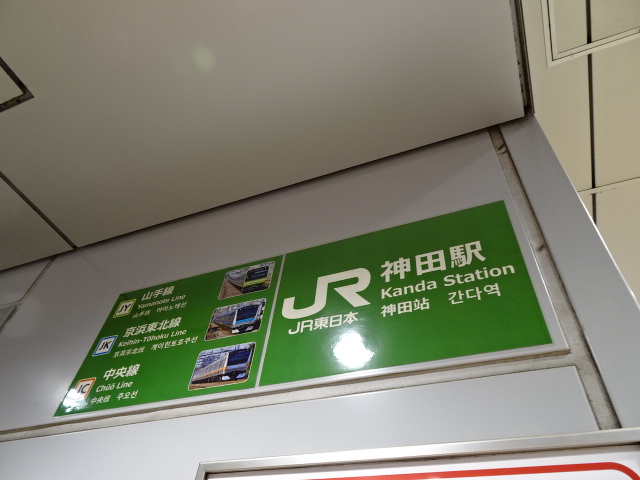 JY
山手線
Yamanote Line
山手线 야마노테선
JK
京浜東北線
Keihin-Tōhoku Line
京滨东北线 게이힌토호쿠선
JC
中央線
Chūō Line
中央线 주오선
JR
JR東日本
神田駅
Kanda Station
神田站 간다역